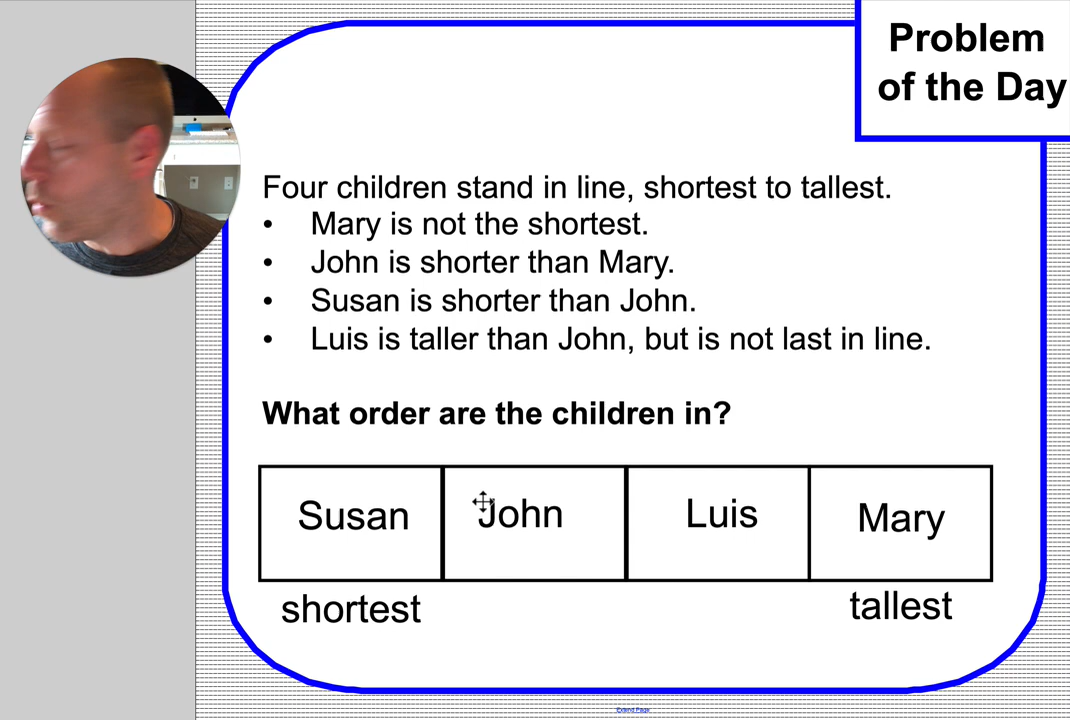 Problem
of the Day
Four children stand in line, shortest to tallest.
• Mary is not the shortest.
• John is shorter than Mary.
• Susan is shorter than John.
• Luis is taller than John, but is not last in line.
What order are the children in?
Susan John Luis Mary
shortest tallest
Extend Page